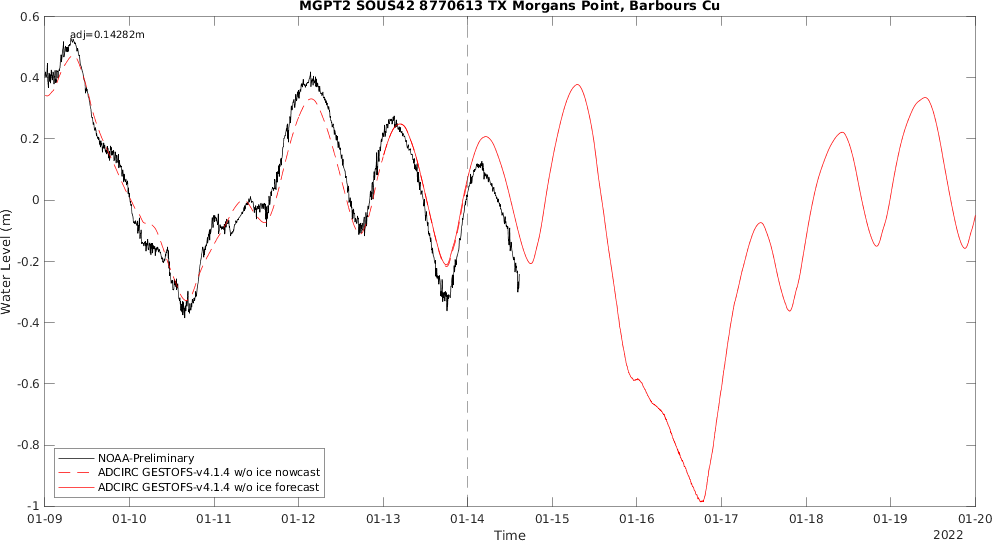 MGPT2 SOUS42 8770613 TX Morgans Point, Barbours Cu
adj=0.14282m
0.6
0.4
0.2
0
-0.2
-0.4
-0.6
-0.8
-1
Water Level (m)
NOAA-Preliminary
ADCIRC GESTOFS-v4.1.4 w/o ice nowcast
ADCIRC GESTOFS-v4.1.4 w/o ice forecast
01-09 01-10 01-11 01-12 01-13 01-14 01-15 01-16 01-17 01-18 01-19 01-20
Time
2022